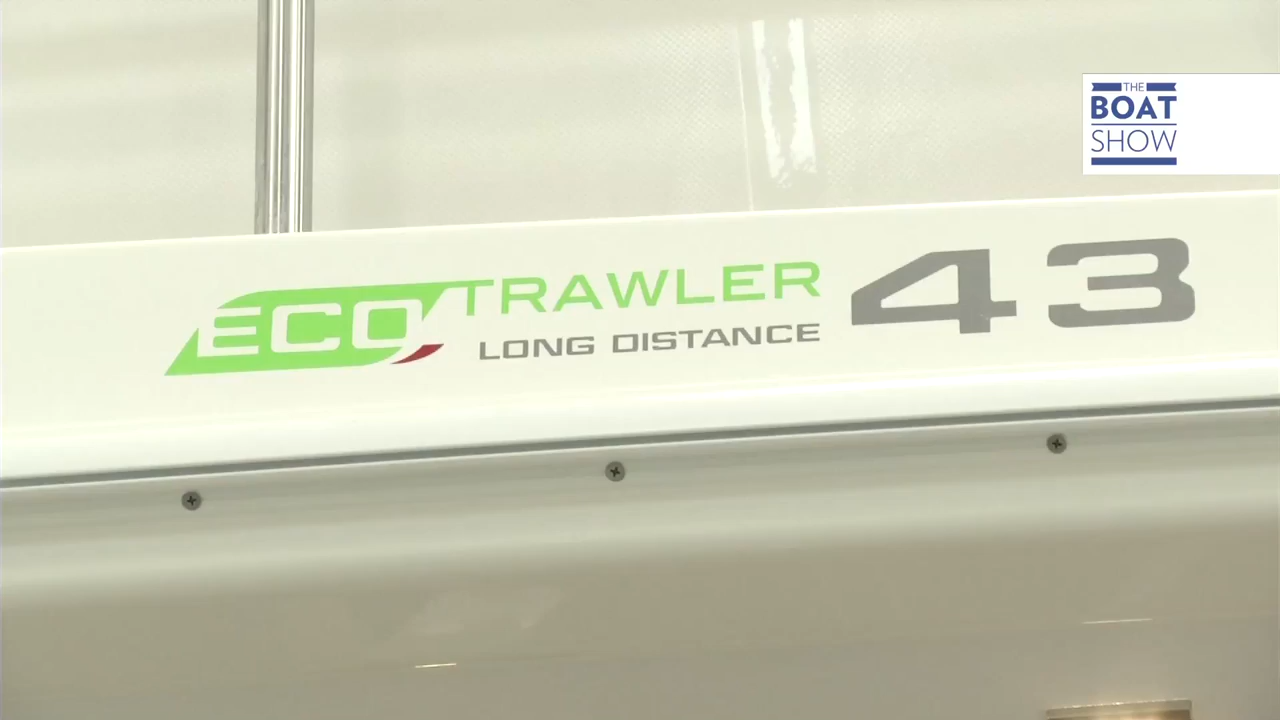 THE
BOAT
SHOW
ECO TRAWLER 43
LONG DISTANCE